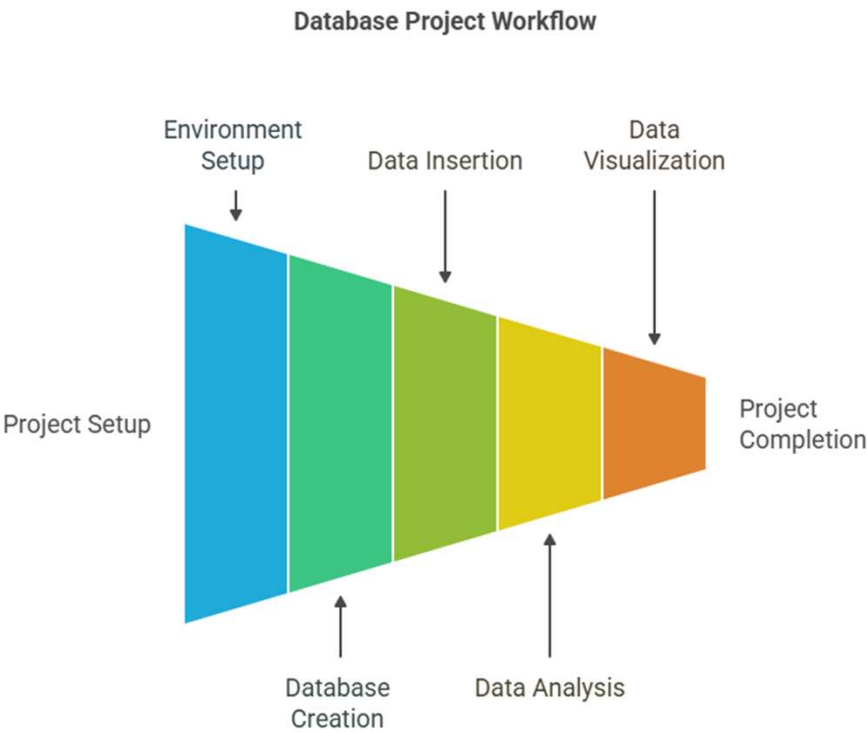 Database Project Workflow
Environment
Setup
Data Insertion
Data
Visualization
Project Setup
Project
Completion
Database
Creation
Data Analysis